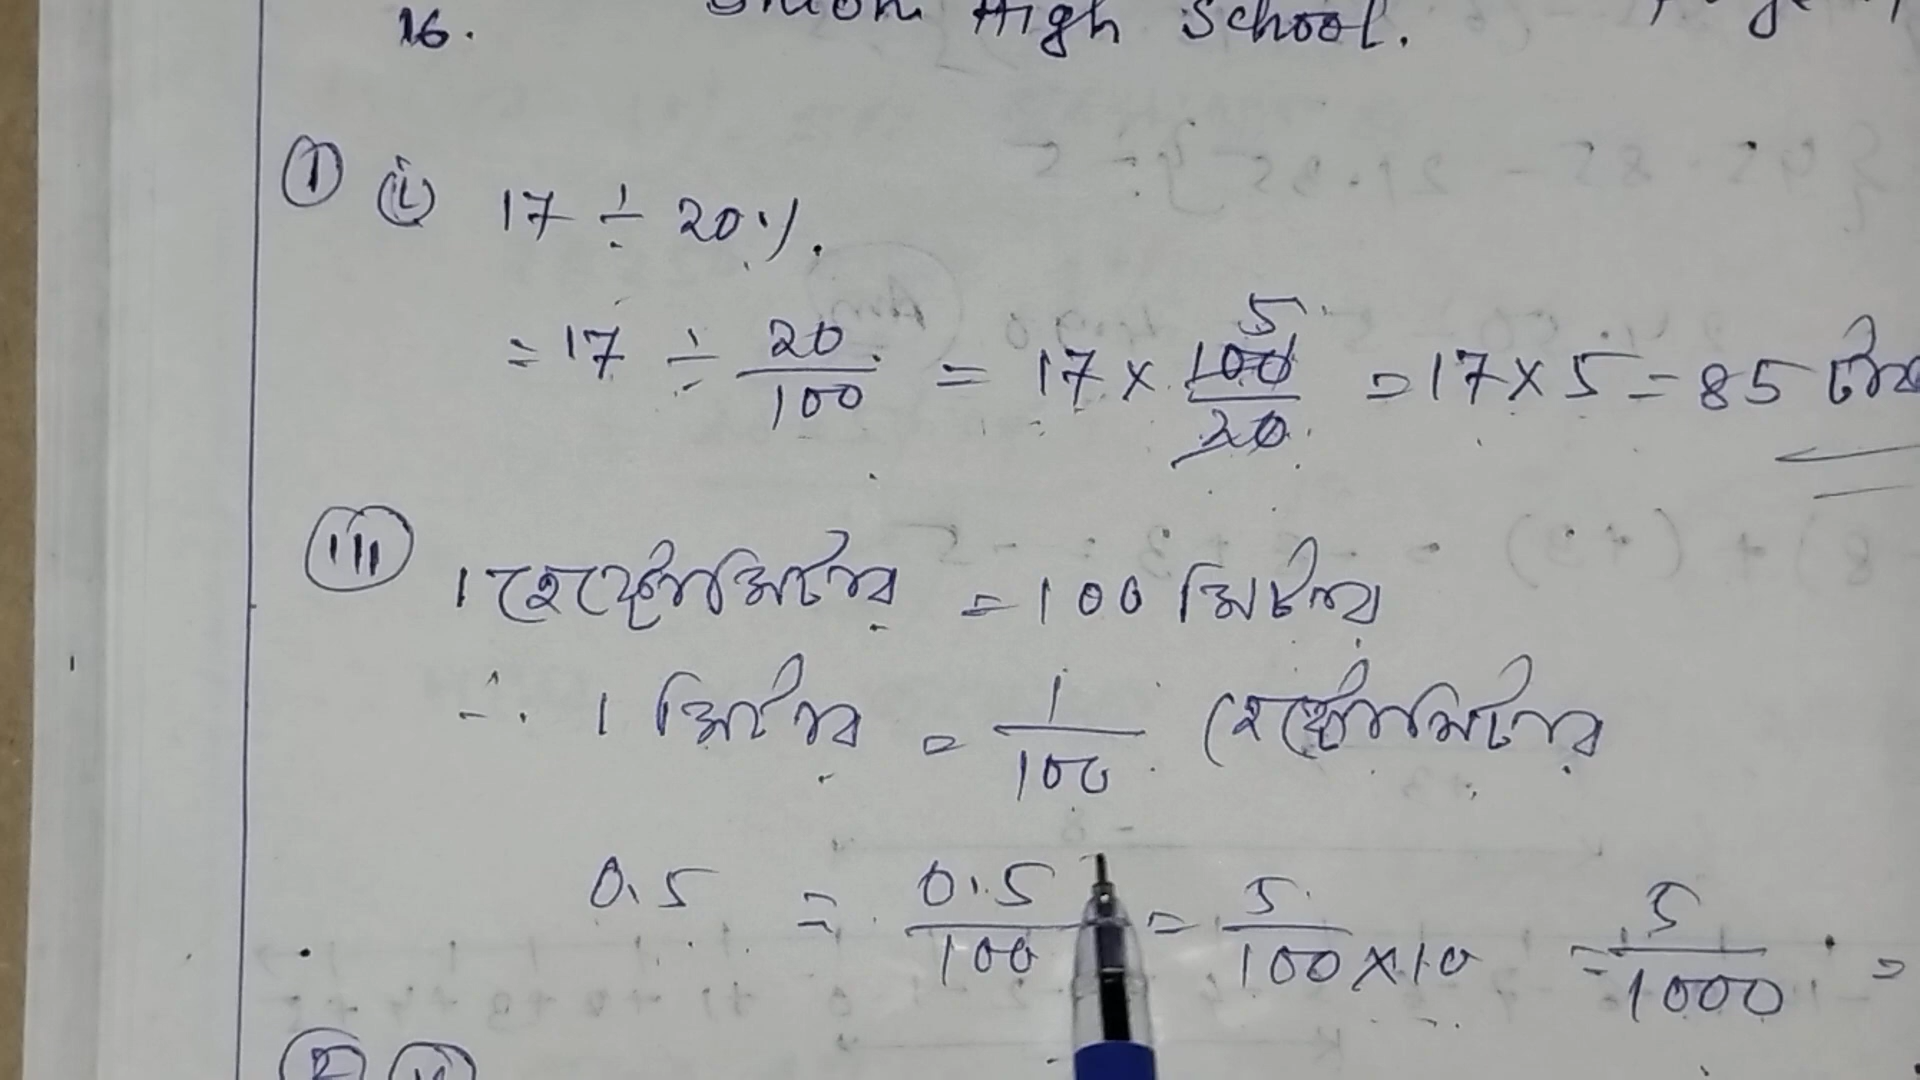 16. High School.
① (i) 17 ÷ 20%.
= 17 ÷ 20/100 = 17 × 100/20 5 = 17 × 5 = 85
(iii) 1 হেক্টোমিটার = 100 মিটার
∴ 1 মিটার = 1/100 হেক্টোমিটার
0.5 = 0.5/100 = 5/100×10 = 5/1000 =